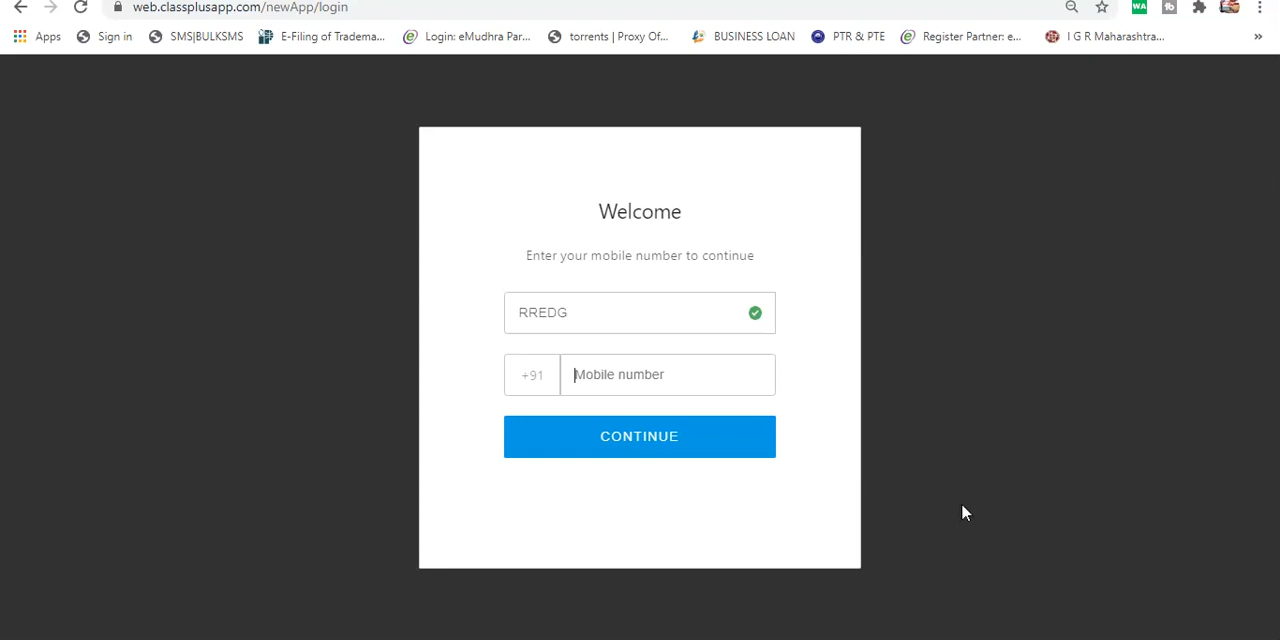 web.classplusapp.com/newApp/login
WA
Apps Sign in SMS|BULKSMS E-Filing of Tradema... Login: eMudhra Par... torrents | Proxy Of... BUSINESS LOAN PTR & PTE Register Partner: e... I G R Maharashtra... »
Welcome
Enter your mobile number to continue
RREDG
+91 Mobile number
CONTINUE